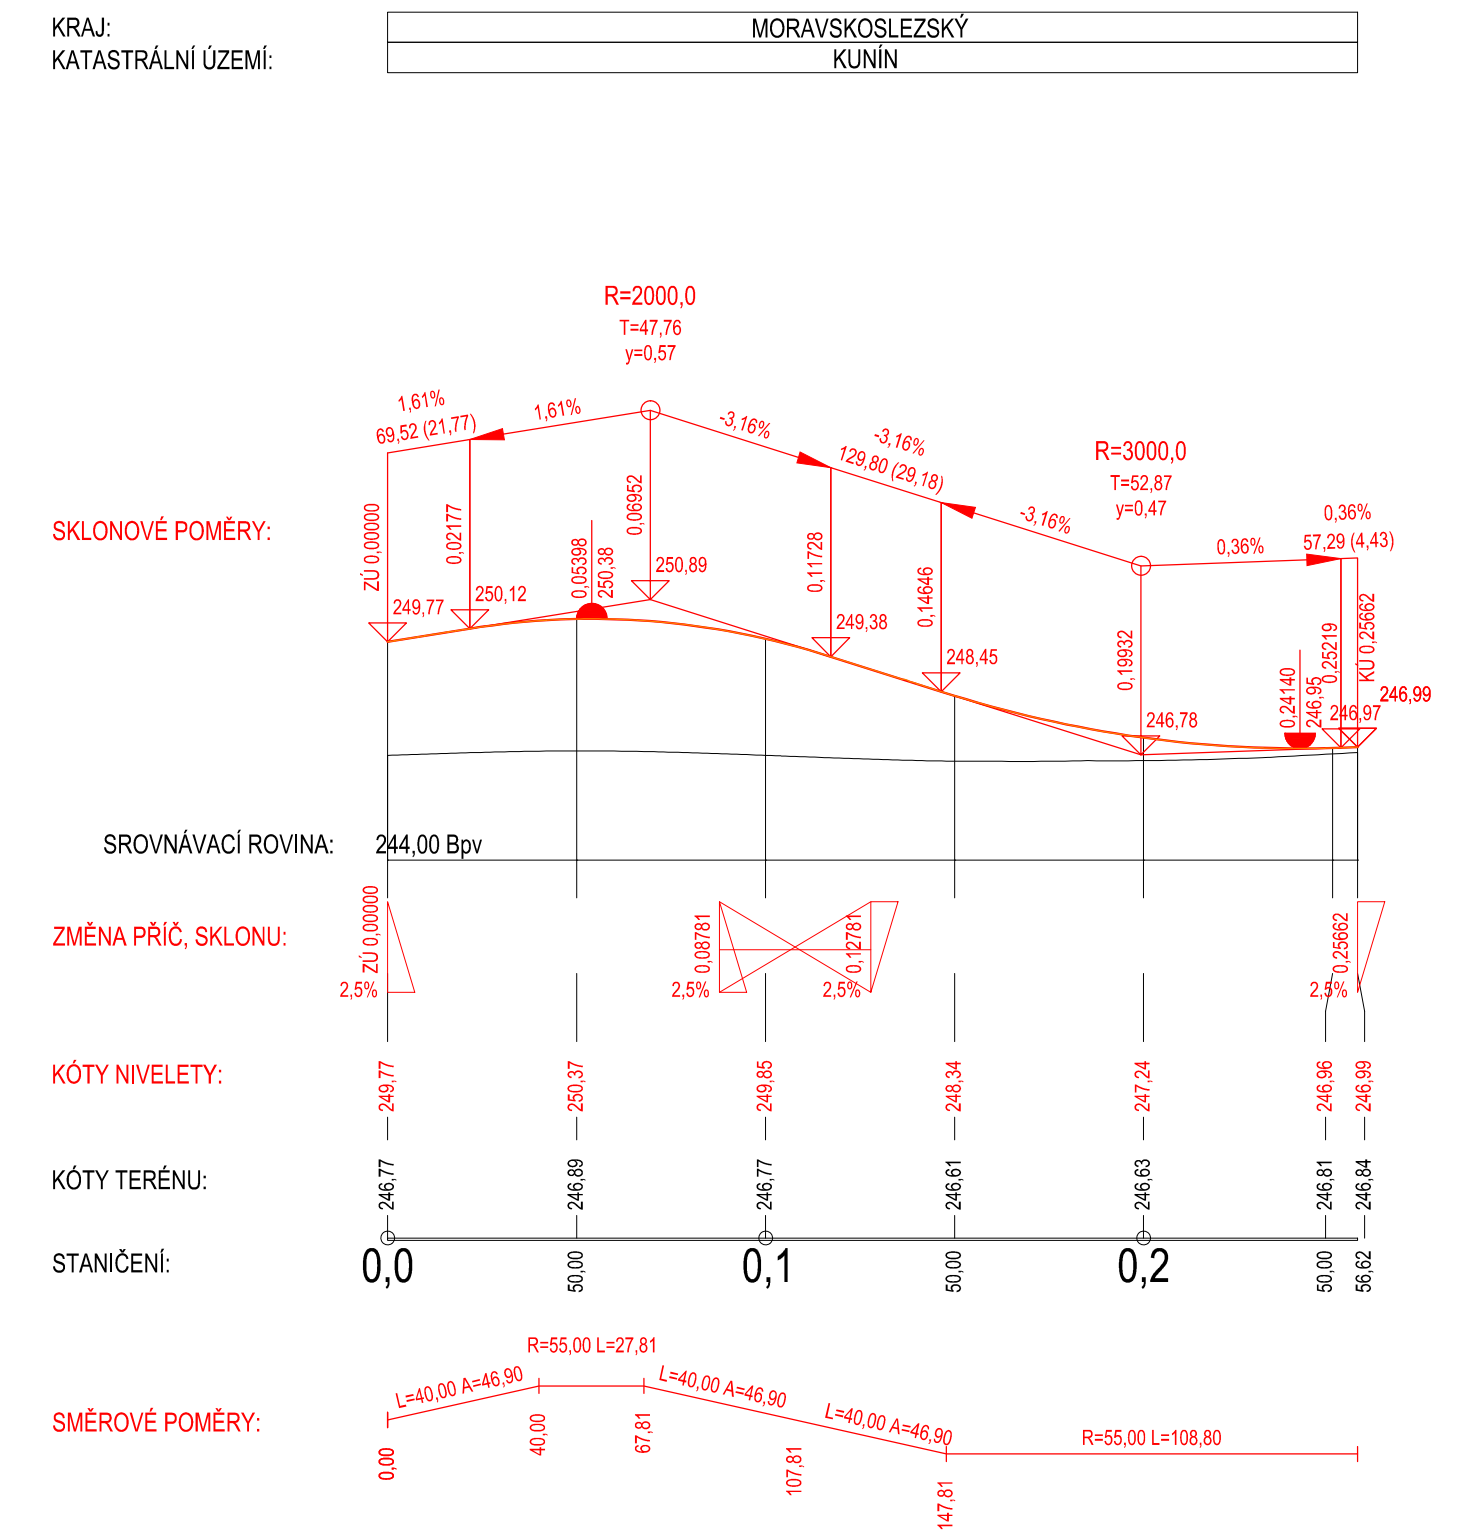 KRAJ:
MORAVSKOSLEZSKÝ
KATASTRÁLNÍ ÚZEMÍ:
KUNÍN
R=2000,0
T=47,76
y=0,57
1,61%
69,52 (21,77)
1,61%
-3,16%
-3,16%
129,80 (29,18)
-3,16%
R=3000,0
T=52,87
y=0,47
0,36%
0,36%
57,29 (4,43)
SKLONOVÉ POMĚRY:
ZÚ 0,00000
249,77
0,02177
250,12
0,05398
250,38
0,06952
250,89
0,11728
249,38
0,14646
248,45
0,19932
246,78
0,24140
246,95
0,25219
246,97
KÚ 0,25662
246,99
SROVNÁVACÍ ROVINA:
244,00 Bpv
ZMĚNA PŘÍČ, SKLONU:
ZÚ 0,00000
2,5%
0,08781
2,5%
0,12781
2,5%
0,25662
2,5%
KÓTY NIVELETY:
249,77
250,37
249,85
248,34
247,24
246,96
246,99
KÓTY TERÉNU:
246,77
246,89
246,77
246,61
246,63
246,81
246,84
STANIČENÍ:
0,0
50,00
0,1
50,00
0,2
50,00
56,62
SMĚROVÉ POMĚRY:
L=40,00 A=46,90
R=55,00 L=27,81
L=40,00 A=46,90
L=40,00 A=46,90
R=55,00 L=108,80
0,00
40,00
67,81
107,81
147,81